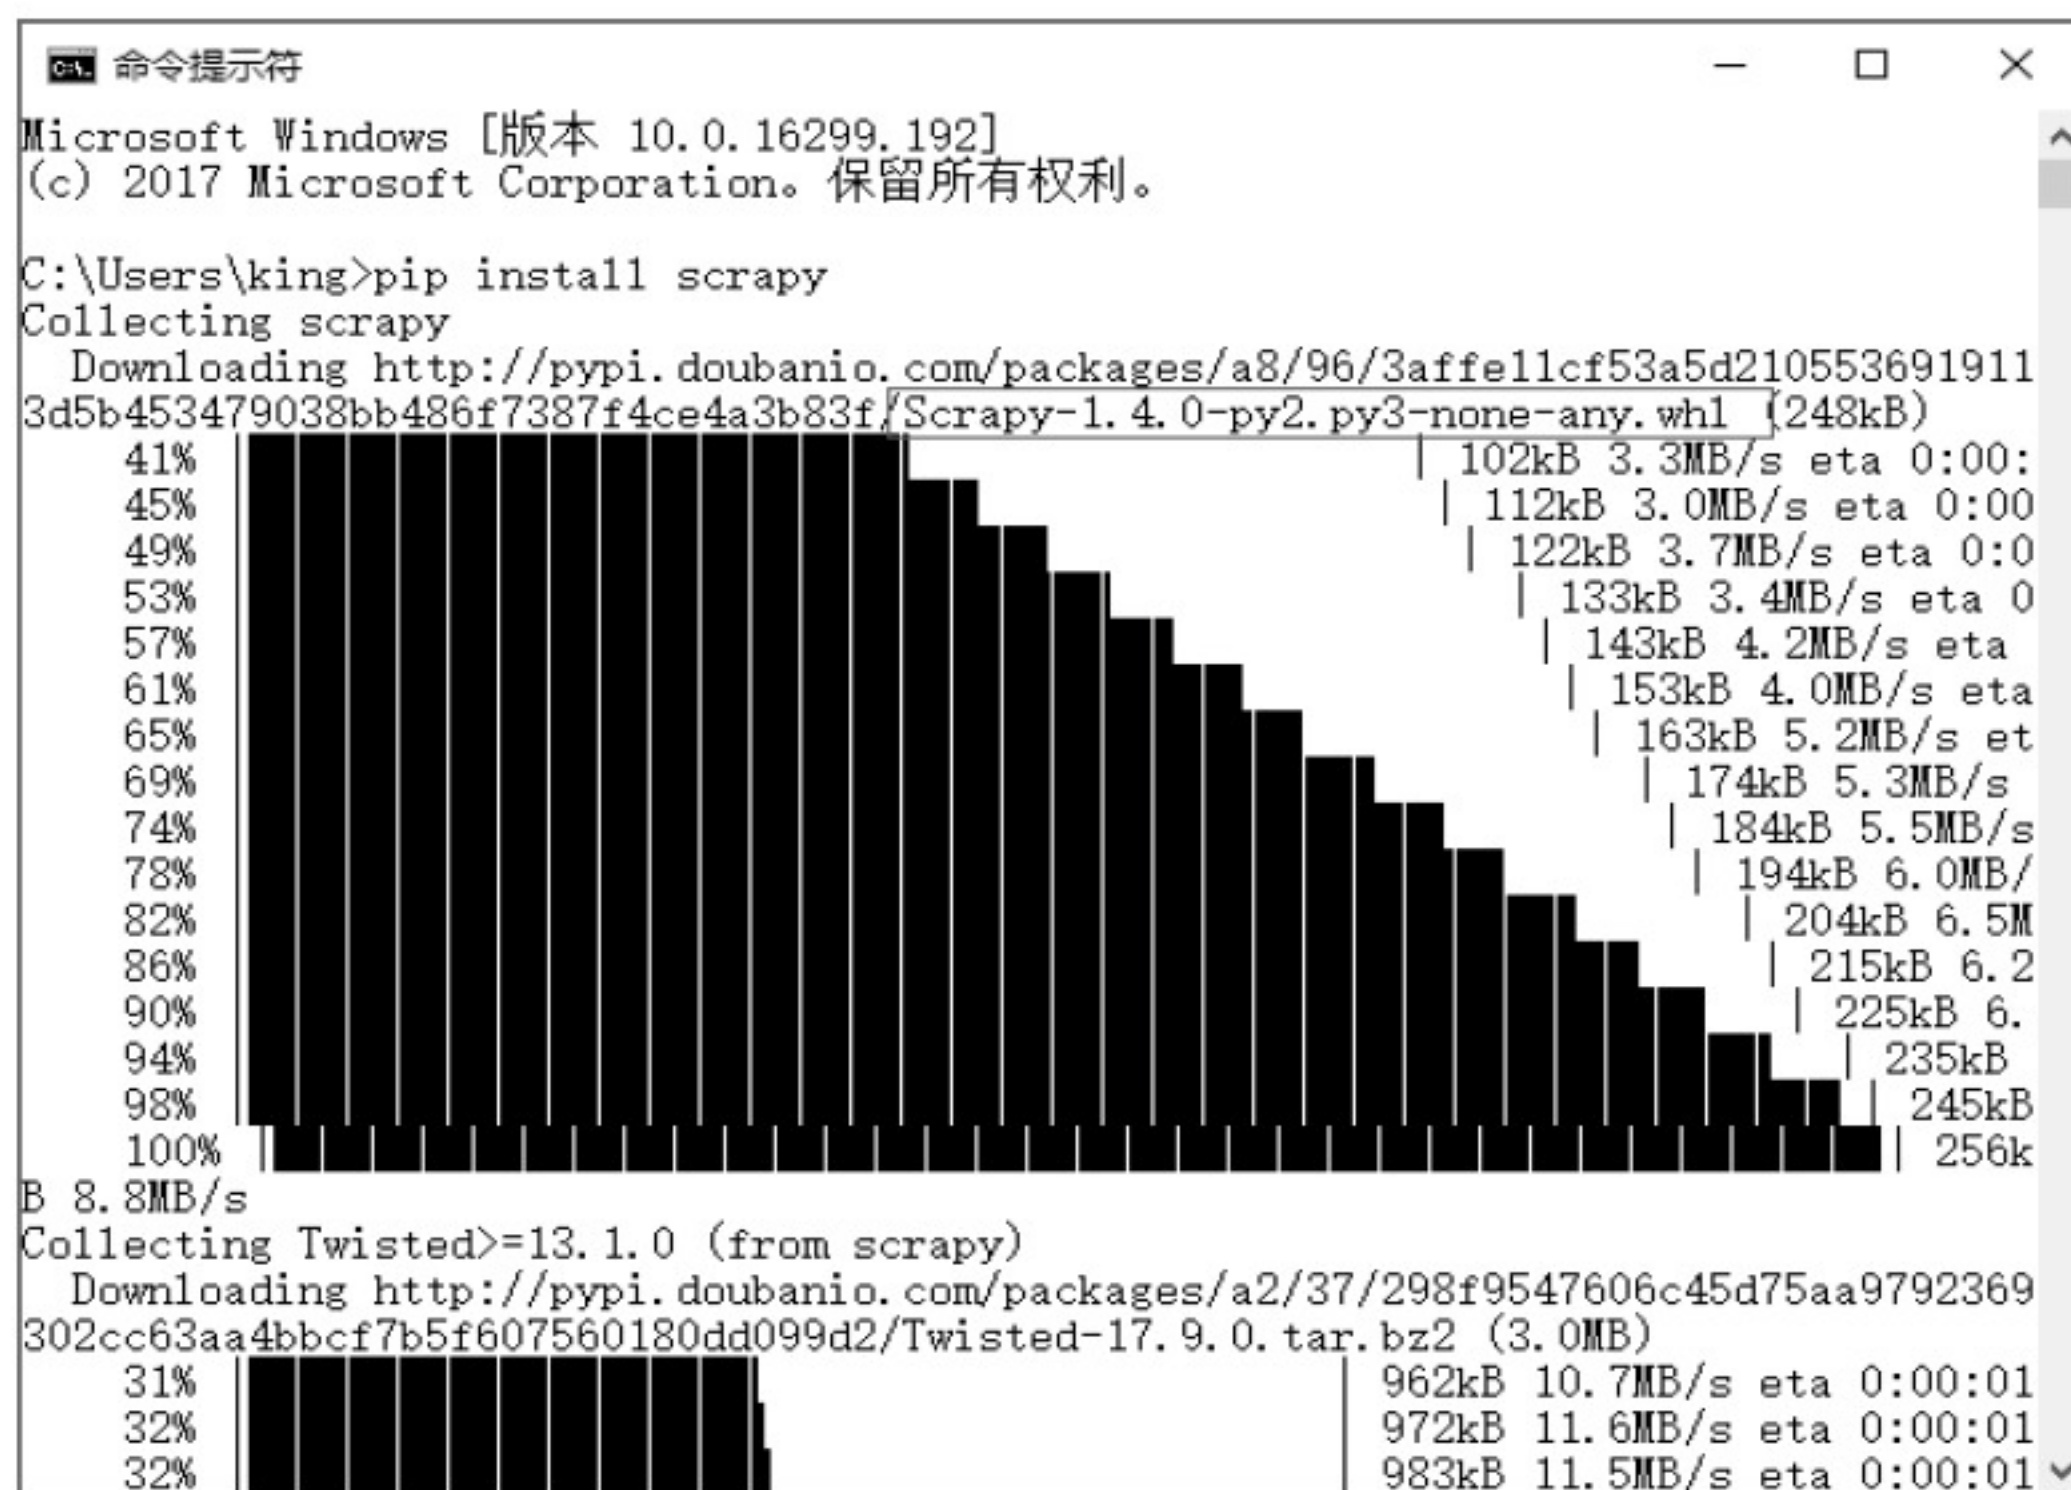 命令提示符
Microsoft Windows [版本 10.0.16299.192]
(c) 2017 Microsoft Corporation。保留所有权利。
C:\Users\king>pip install scrapy
Collecting scrapy
Downloading http://pypi.doubanio.com/packages/a8/96/3affe11cf53a5d210553691911
3d5b453479038bb486f7387f4ce4a3b83f/Scrapy-1.4.0-py2.py3-none-any.whl (248kB)
41% | | 102kB 3.3MB/s eta 0:00:
45% | | 112kB 3.0MB/s eta 0:00
49% | | 122kB 3.7MB/s eta 0:0
53% | | 133kB 3.4MB/s eta 0
57% | | 143kB 4.2MB/s eta
61% | | 153kB 4.0MB/s eta
65% | | 163kB 5.2MB/s et
69% | | 174kB 5.3MB/s
74% | | 184kB 5.5MB/s
78% | | 194kB 6.0MB/
82% | | 204kB 6.5M
86% | | 215kB 6.2
90% | | 225kB 6.
94% | | 235kB
98% | | 245kB
100% | | 256k
B 8.8MB/s
Collecting Twisted>=13.1.0 (from scrapy)
Downloading http://pypi.doubanio.com/packages/a2/37/298f9547606c45d75aa9792369
302cc63aa4bbcf7b5f607560180dd099d2/Twisted-17.9.0.tar.bz2 (3.0MB)
31% | | 962kB 10.7MB/s eta 0:00:01
32% | | 972kB 11.6MB/s eta 0:00:01
32% | | 983kB 11.5MB/s eta 0:00:01